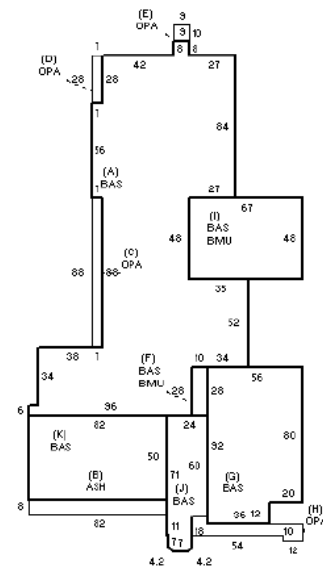 9
(E)
OPA
9
10
8
8
1
42
27
(D)
OPA
28
28
1
84
56
(A)
BAS
1
27
67
(I)
BAS
BMU
48
48
(C)
OPA
88
88
35
52
38
1
(F)
BAS
BMU
10
34
56
34
28
28
6
96
82
24
80
(K)
BAS
50
92
60
71
(G)
BAS
(B)
ASH
(J)
BAS
20
8
82
11
36
12
(H)
OPA
18
10
7
7
54
12
4.2
4.2